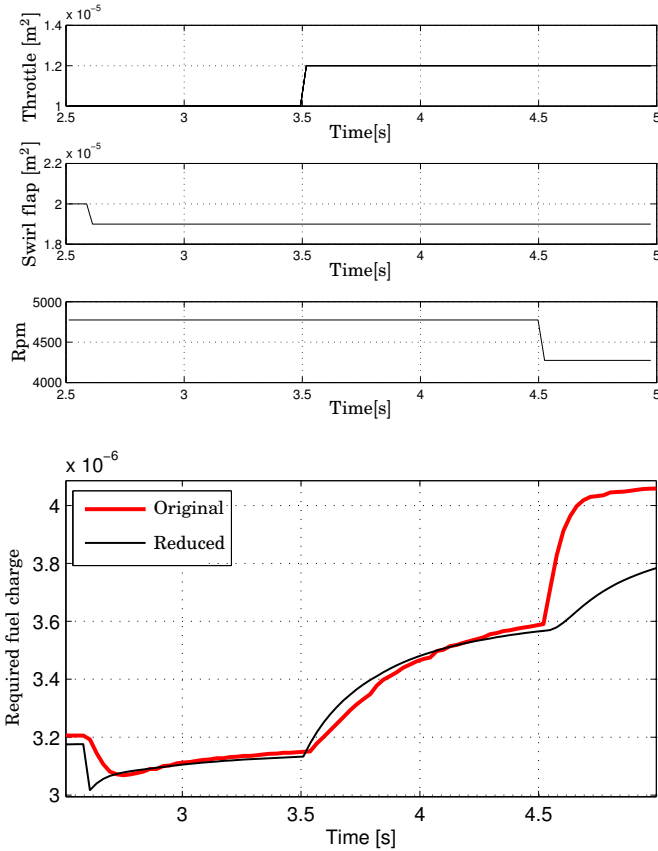 x 10^-5
Throttle [m²]
1.4
1.2
1
2.5 3 3.5 4 4.5 5
Time[s]
x 10^-5
Swirl flap [m²]
2.2
2
1.8
2.5 3 3.5 4 4.5 5
Time[s]
Rpm
5000
4500
4000
2.5 3 3.5 4 4.5 5
Time[s]
x 10^-6
Required fuel charge
Original
Reduced
4
3.8
3.6
3.4
3.2
3
3 3.5 4 4.5
Time [s]